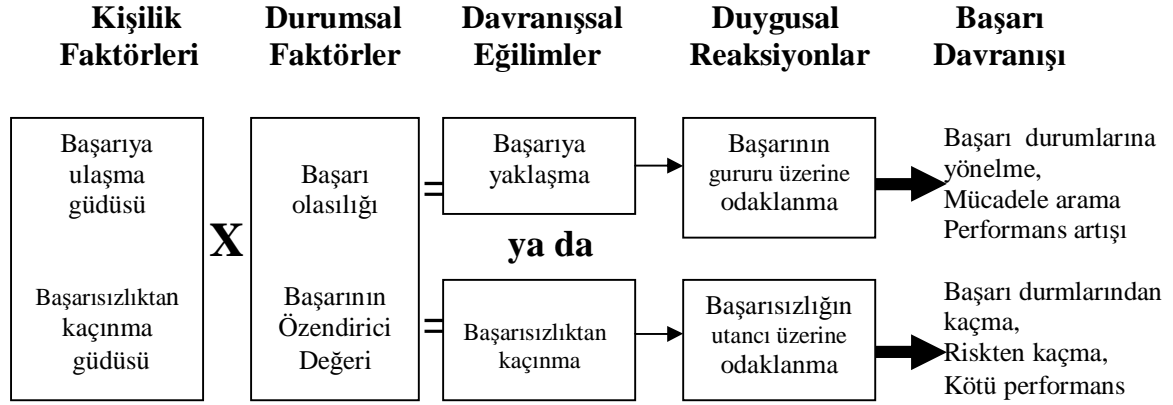 Kişilik
Faktörleri
Durumsal
Faktörler
Davranışsal
Eğilimler
Duygusal
Reaksiyonlar
Başarı
Davranışı
Başarıya
ulaşma
güdüsü
Başarısızlıktan
kaçınma
güdüsü
X
Başarı
olasılığı
Başarının
Özendirici
Değeri
=
=
Başarıya
yaklaşma
ya da
Başarısızlıktan
kaçınma
Başarının
gururu üzerine
odaklanma
Başarısızlığın
utancı üzerine
odaklanma
Başarı durumlarına
yönelme,
Mücadele arama
Performans artışı
Başarı durmlarından
kaçma,
Riskten kaçma,
Kötü performans